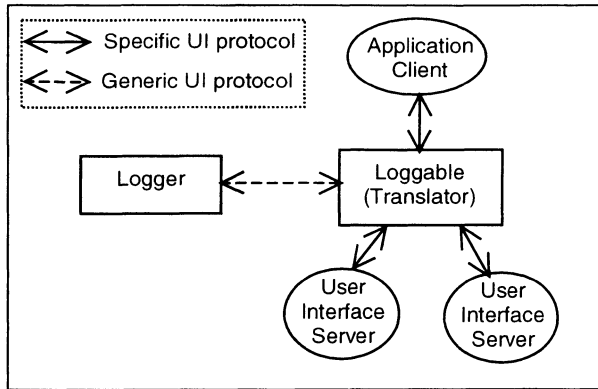 Specific UI protocol
Generic UI protocol
Application
Client
Logger
Loggable
(Translator)
User
Interface
Server
User
Interface
Server